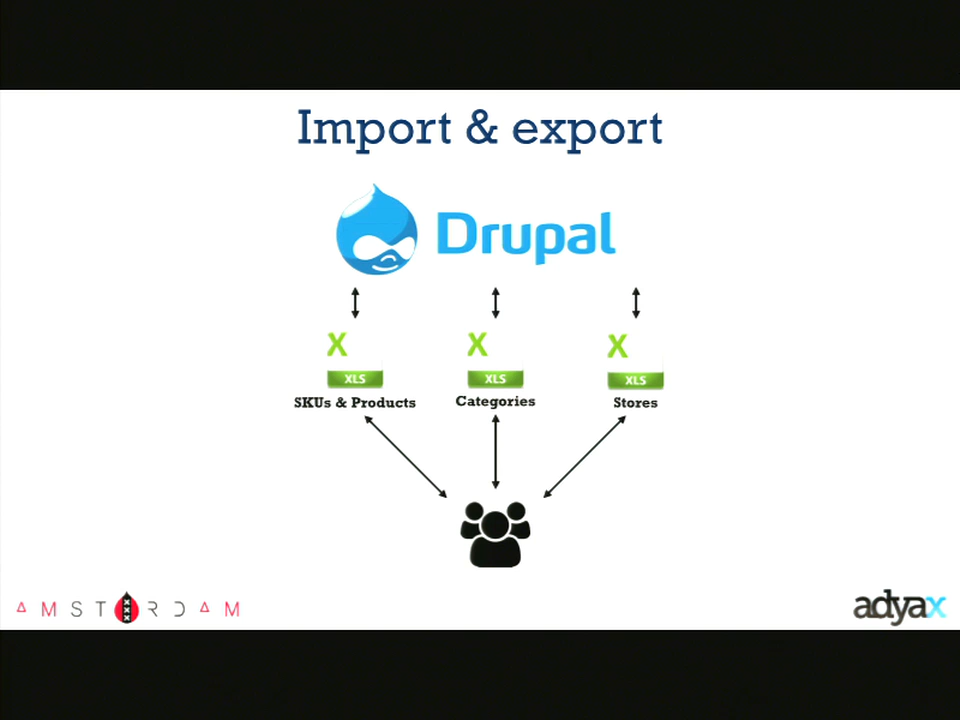 Import & export
Drupal
X X X
XLS XLS XLS
SKUs & Products Categories Stores
AMSTERDAM adyax